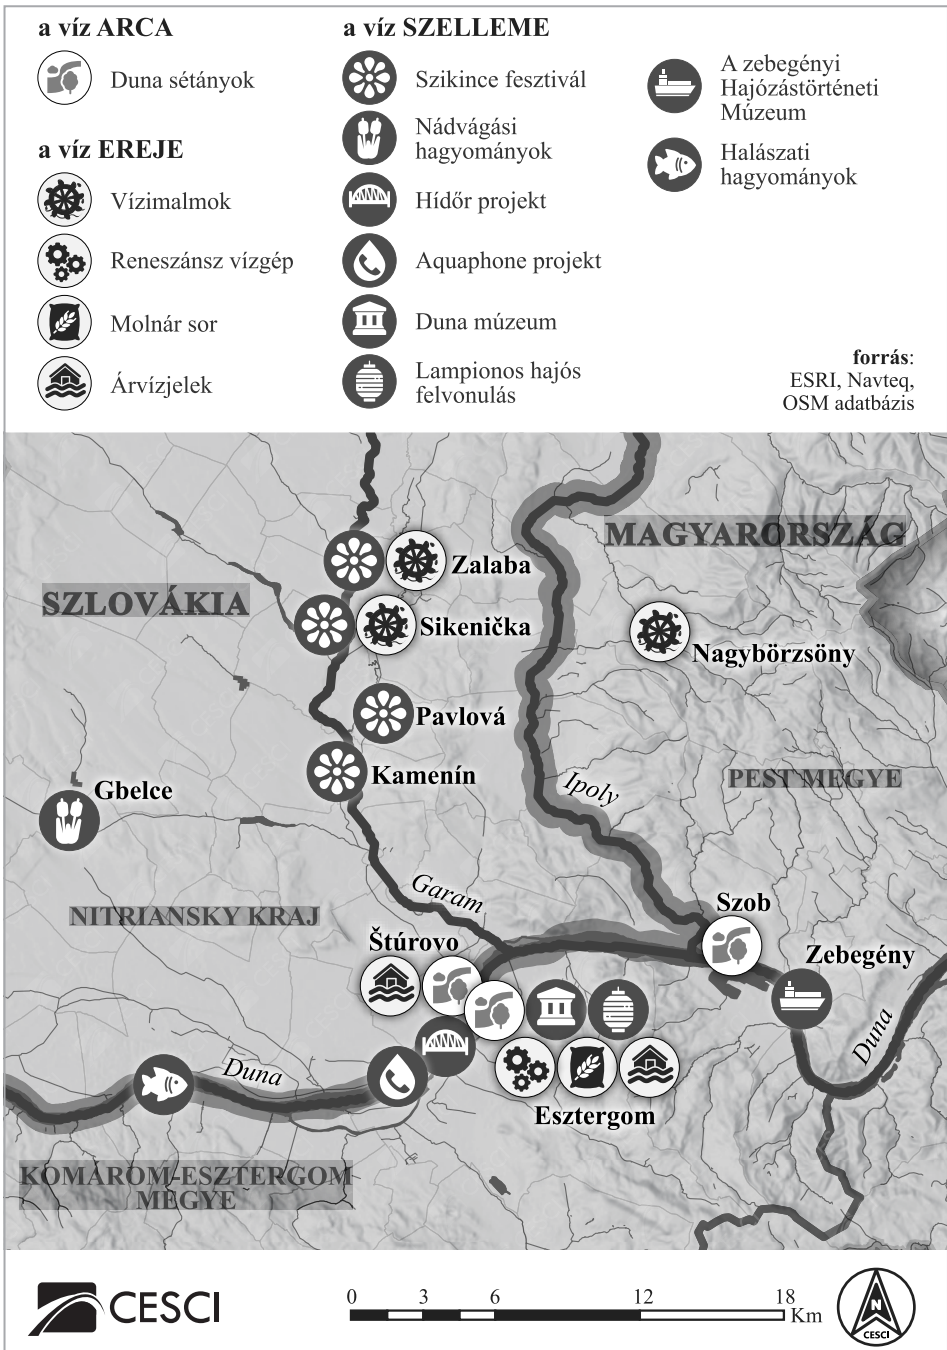 a víz ARCA
Duna sétányok
a víz EREJE
Vízimalmok
Reneszánsz vízgép
Molnár sor
Árvízjelek
a víz SZELLEME
Szikince fesztivál
Nádvágási
hagyományok
Hídőr projekt
Aquaphone projekt
Duna múzeum
Lampionos hajós
felvonulás
A zebegényi
Hajózástörténeti
Múzeum
Halászati
hagyományok
forrás:
ESRI, Navteq,
OSM adatbázis
MAGYARORSZÁG
Zalaba
SZLOVÁKIA
Sikenička
Nagybörzsöny
Pavlová
Kamenín
PEST MEGYE
Ipoly
Gbelce
Garam
Szob
NITRIANSKY KRAJ
Štúrovo
Zebegény
Duna
Duna
Esztergom
KOMÁROM-ESZTERGOM
MEGYE
CESCI
0 3 6 12 18
Km
N
CESCI